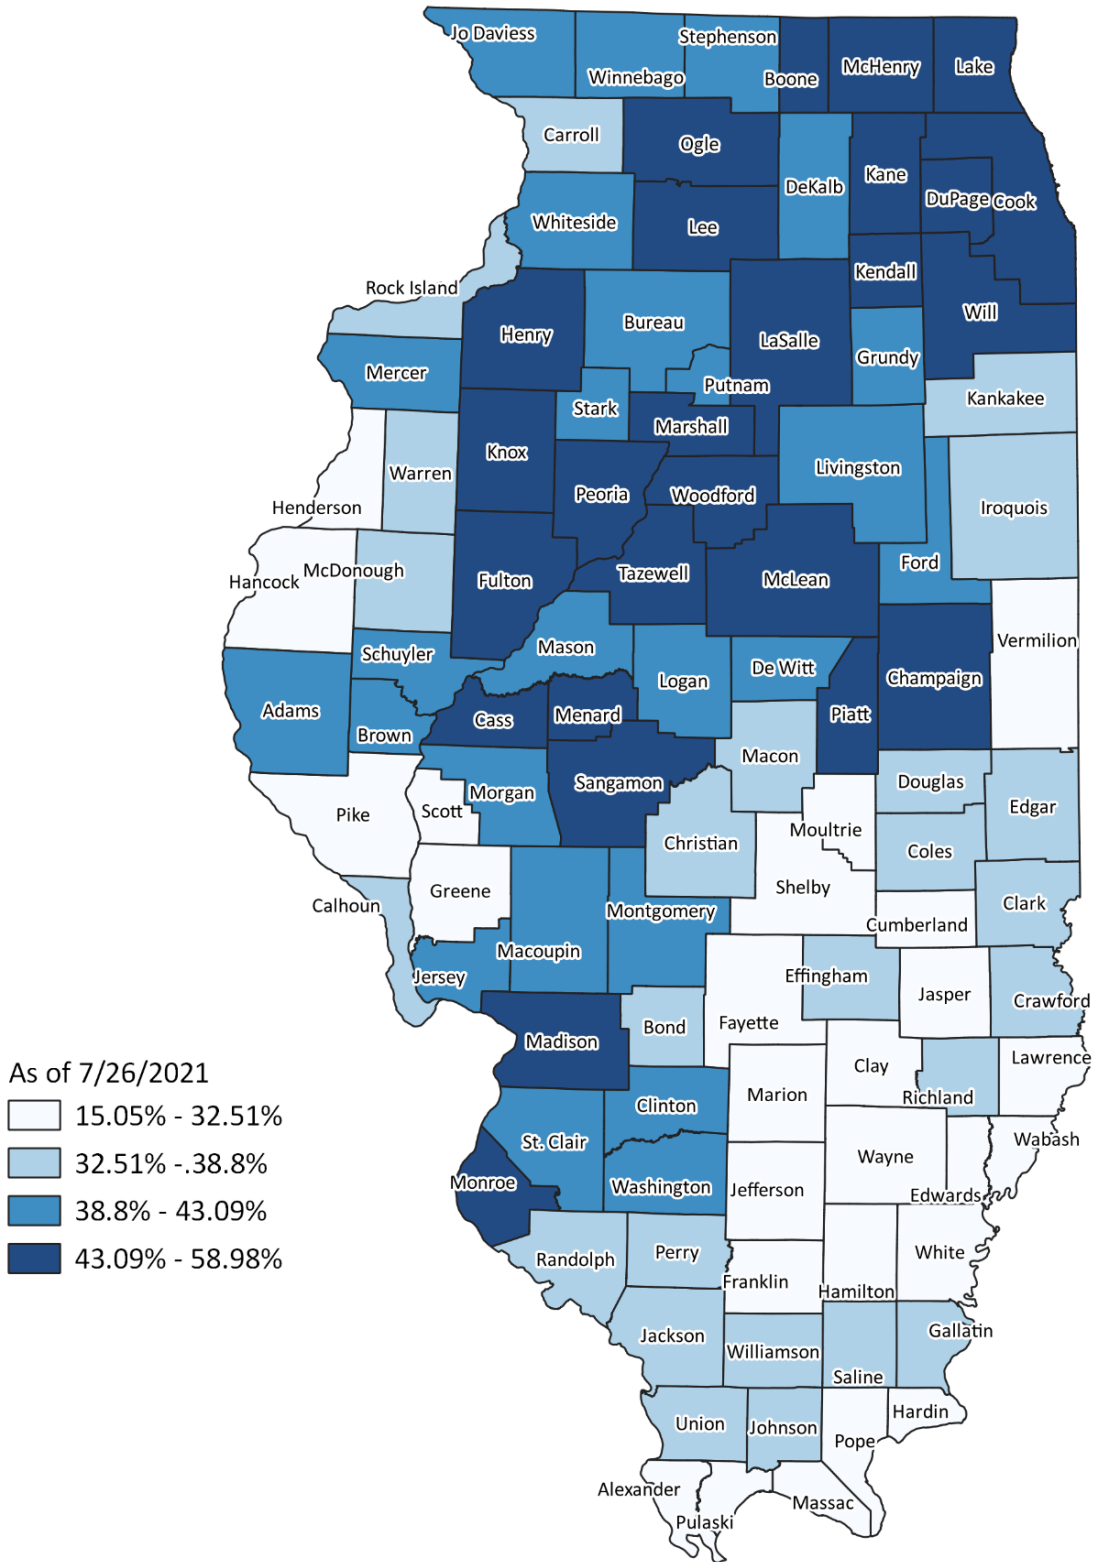 Jo Daviess
Stephenson
Winnebago
Boone
McHenry
Lake
Carroll
Ogle
DeKalb
Kane
DuPage
Cook
Whiteside
Lee
Rock Island
Kendall
Henry
Bureau
LaSalle
Will
Mercer
Putnam
Grundy
Stark
Kankakee
Marshall
Warren
Knox
Peoria
Woodford
Livingston
Henderson
Iroquois
Hancock
McDonough
Fulton
Tazewell
McLean
Ford
Schuyler
Mason
Vermilion
Adams
Logan
De Witt
Champaign
Brown
Cass
Menard
Piatt
Macon
Pike
Scott
Morgan
Sangamon
Douglas
Edgar
Christian
Moultrie
Coles
Calhoun
Greene
Shelby
Clark
Montgomery
Cumberland
Macoupin
Jersey
Effingham
Jasper
Crawford
Madison
Bond
Fayette
Clay
Lawrence
As of 7/26/2021
15.05% - 32.51%
32.51% -.38.8%
38.8% - 43.09%
43.09% - 58.98%
Marion
Richland
Clinton
St. Clair
Wabash
Monroe
Washington
Jefferson
Wayne
Edwards
Randolph
Perry
Franklin
Hamilton
White
Jackson
Williamson
Saline
Gallatin
Union
Johnson
Pope
Hardin
Alexander
Pulaski
Massac